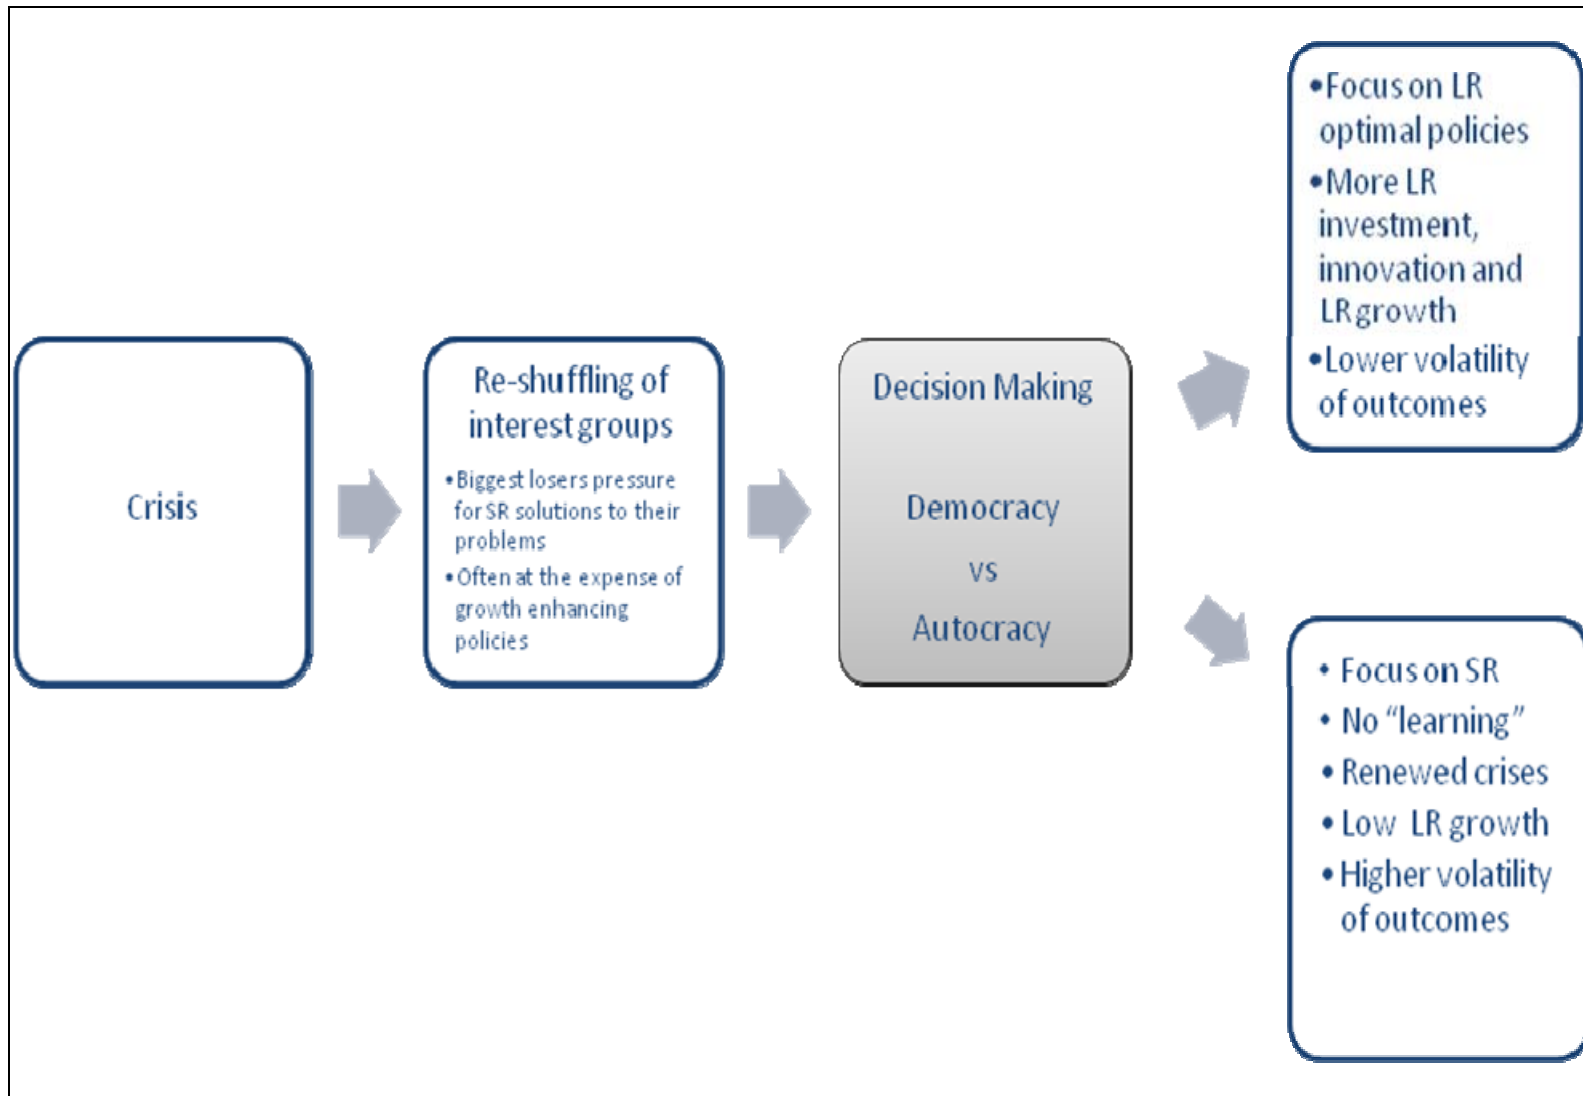 Crisis
Re-shuffling of
interest groups
•Biggest losers pressure
for SR solutions to their
problems
•Often at the expense of
growth enhancing
policies
Decision Making
Democracy
vs
Autocracy
•Focus on LR
optimal policies
•More LR
investment,
innovation and
LR growth
•Lower volatility
of outcomes
• Focus on SR
• No “learning”
• Renewed crises
• Low LR growth
• Higher volatility
of outcomes